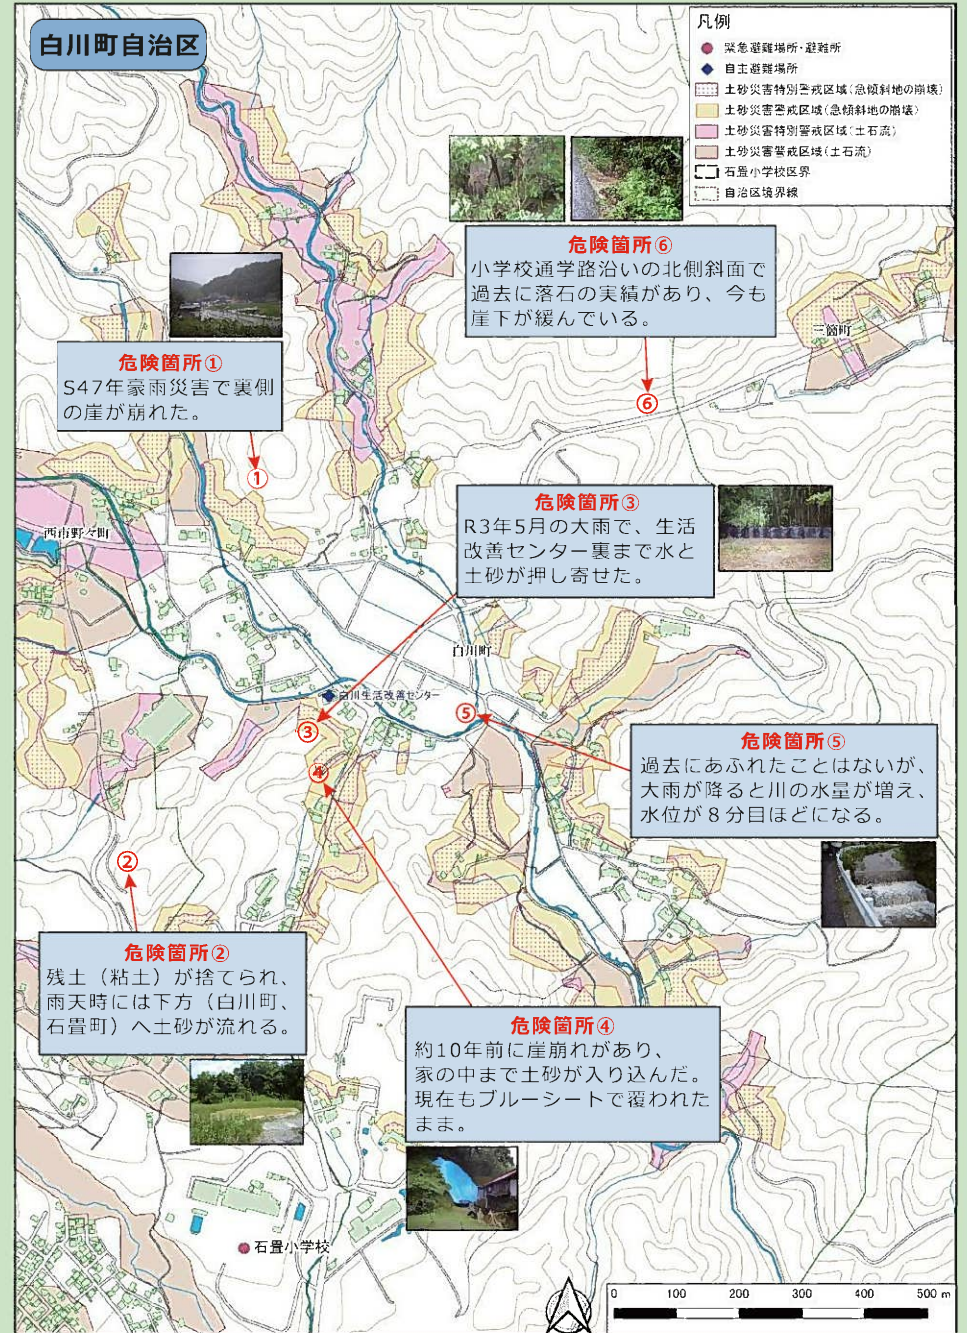 白川町自治区
凡例
緊急避難場所・避難所
自主避難場所
土砂災害特別警戒区域(急傾斜地の崩壊)
土砂災害警戒区域(急傾斜地の崩壊)
土砂災害特別警戒区域(土石流)
土砂災害警戒区域(土石流)
石畳小学校区界
自治区境界線
危険箇所⑥
小学校通学路沿いの北側斜面で
過去に落石の実績があり、今も
崖下が緩んでいる。
三箇町
危険箇所①
S47年豪雨災害で裏側
の崖が崩れた。
⑥
①
危険箇所③
R3年5月の大雨で、生活
改善センター裏まで水と
土砂が押し寄せた。
西市野々町
白川町
白川生活改善センター
⑤
③
④
危険箇所⑤
過去にあふれたことはないが、
大雨が降ると川の水量が増え、
水位が８分目ほどになる。
②
危険箇所②
残土（粘土）が捨てられ、
雨天時には下方（白川町、
石畳町）へ土砂が流れる。
危険箇所④
約10年前に崖崩れがあり、
家の中まで土砂が入り込んだ。
現在もブルーシートで覆われた
まま。
石畳小学校
0 100 200 300 400 500 m